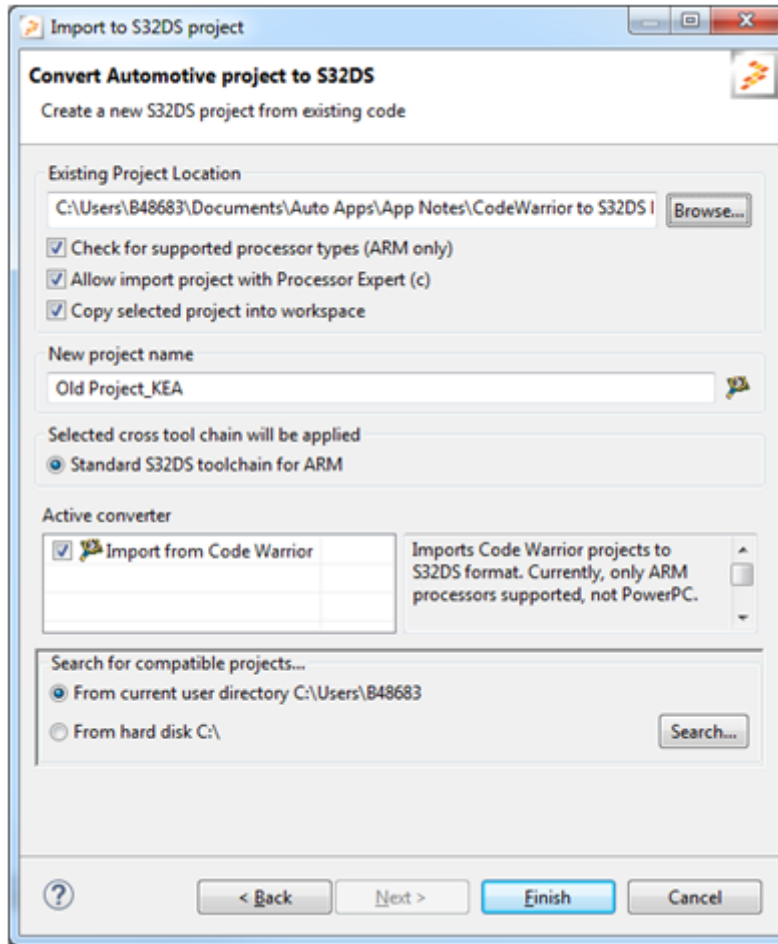 Import to S32DS project
Convert Automotive project to S32DS
Create a new S32DS project from existing code
Existing Project Location
C:\Users\B48683\Documents\Auto Apps\App Notes\CodeWarrior to S32DS
Browse...
Check for supported processor types (ARM only)
Allow import project with Processor Expert (c)
Copy selected project into workspace
New project name
Old Project_KEA
Selected cross tool chain will be applied
Standard S32DS toolchain for ARM
Active converter
Import from Code Warrior
Imports Code Warrior projects to
S32DS format. Currently, only ARM
processors supported, not PowerPC.
Search for compatible projects...
From current user directory C:\Users\B48683
From hard disk C:\
Search...
?
< Back
Next >
Finish
Cancel